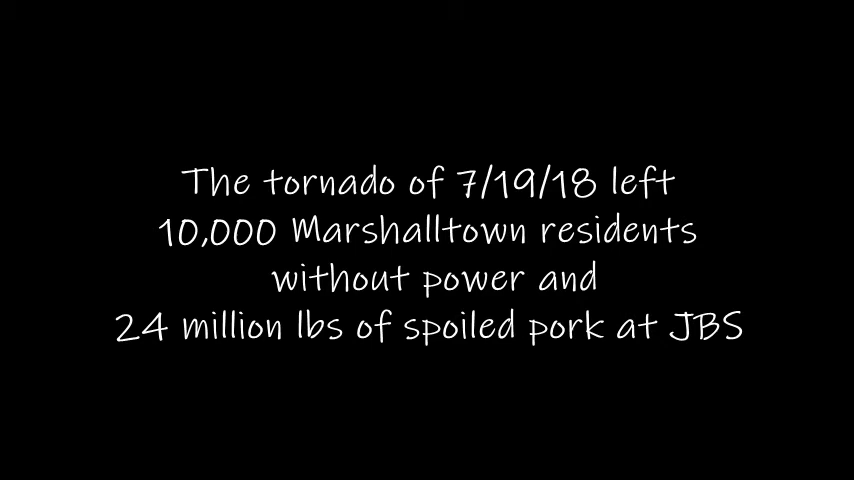 The tornado of 7/19/18 left
10,000 Marshalltown residents
without power and
24 million lbs of spoiled pork at JBS